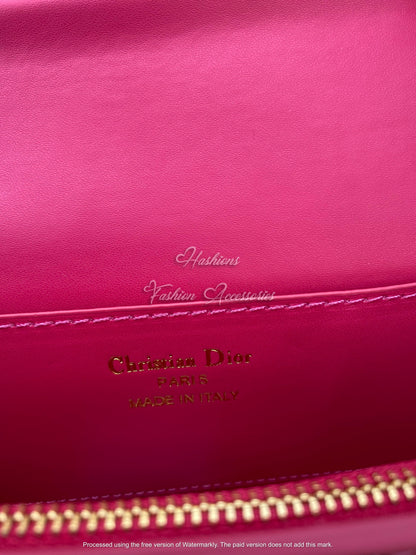 Hashions
Fashion Accessories
Christian Dior
PARIS
MADE IN ITALY
Processed using the free version of Watermarkly. The paid version does not add this mark.